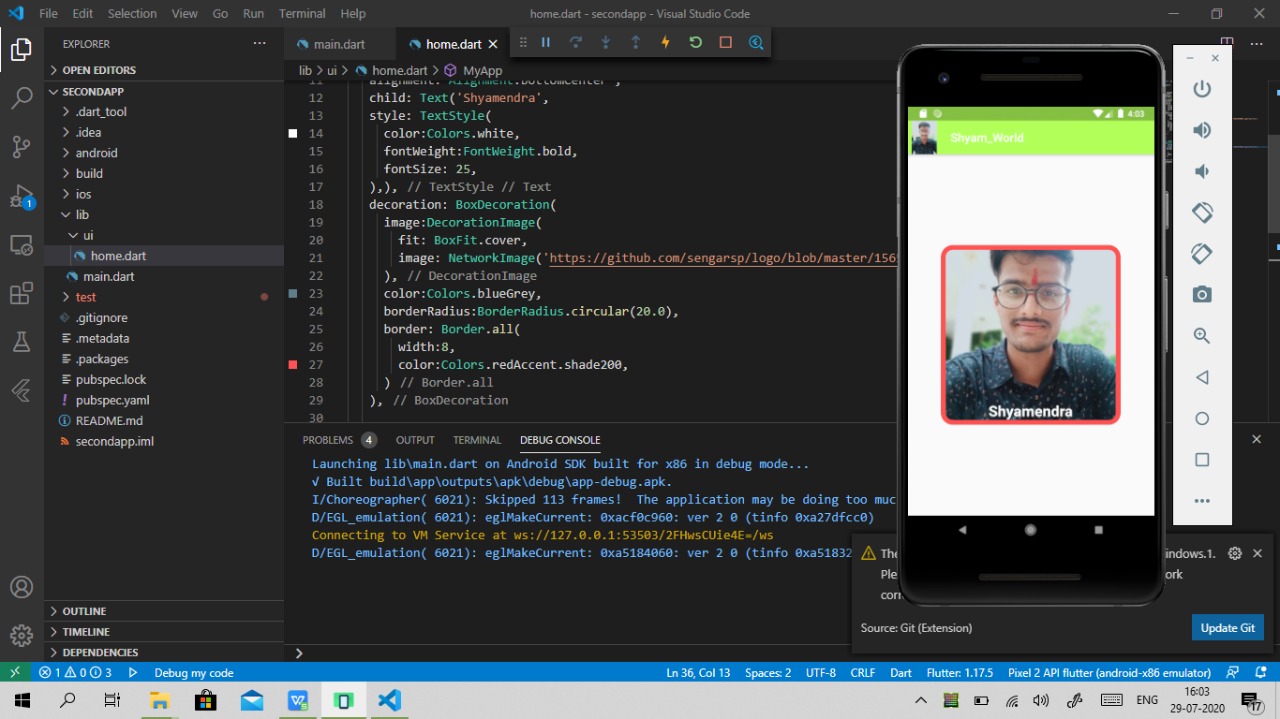 File Edit Selection View Go Run Terminal Help home.dart - secondapp - Visual Studio Code
EXPLORER
OPEN EDITORS
SECONDAPP
.dart_tool
.idea
android
build
ios
lib
ui
home.dart
main.dart
test
.gitignore
.metadata
.packages
pubspec.lock
pubspec.yaml
README.md
secondapp.iml
OUTLINE
TIMELINE
DEPENDENCIES
1
main.dart home.dart
lib > ui > home.dart > MyApp
11 alignment: Alignment.bottomCenter ,
12 child: Text('Shyamendra',
13 style: TextStyle(
14 color:Colors.white,
15 fontWeight:FontWeight.bold,
16 fontSize: 25,
17 ),), // TextStyle // Text
18 decoration: BoxDecoration(
19 image:DecorationImage(
20 fit: BoxFit.cover,
21 image: NetworkImage('https://github.com/sengarsp/logo/blob/master/156
22 ), // DecorationImage
23 color:Colors.blueGrey,
24 borderRadius:BorderRadius.circular(20.0),
25 border: Border.all(
26 width:8,
27 color:Colors.redAccent.shade200,
28 ) // Border.all
29 ), // BoxDecoration
30
PROBLEMS 4 OUTPUT TERMINAL DEBUG CONSOLE
Launching lib\main.dart on Android SDK built for x86 in debug mode...
√ Built build\app\outputs\apk\debug\app-debug.apk.
I/Choreographer( 6021): Skipped 113 frames!  The application may be doing too muc
D/EGL_emulation( 6021): eglMakeCurrent: 0xacf0c960: ver 2 0 (tinfo 0xa27dfcc0)
Connecting to VM Service at ws://127.0.0.1:53503/2FHwsCUie4E=/ws
D/EGL_emulation( 6021): eglMakeCurrent: 0xa5184060: ver 2 0 (tinfo 0xa51832
4:03
Shyam_World
Shyamendra
The
indows.1.
Ple
ork
corr
Source: Git (Extension) Update Git
1 0 3 Debug my code Ln 36, Col 13 Spaces: 2 UTF-8 CRLF Dart Flutter: 1.17.5 Pixel 2 API flutter (android-x86 emulator)
ENG 16:03
29-07-2020
17